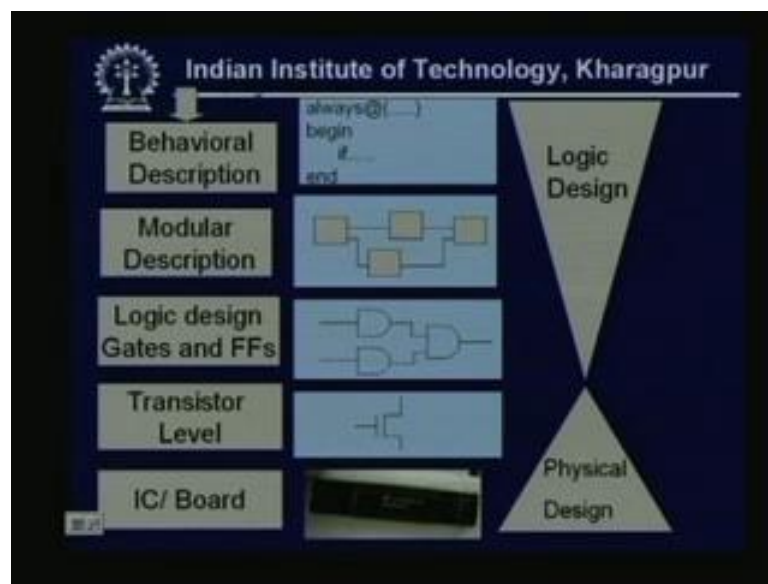 Indian Institute of Technology, Kharagpur
Behavioral
Description
always@(.....)
begin
if.....
end
Logic
Design
Modular
Description
Logic design
Gates and FFs
Transistor
Level
IC/ Board
Physical
Design